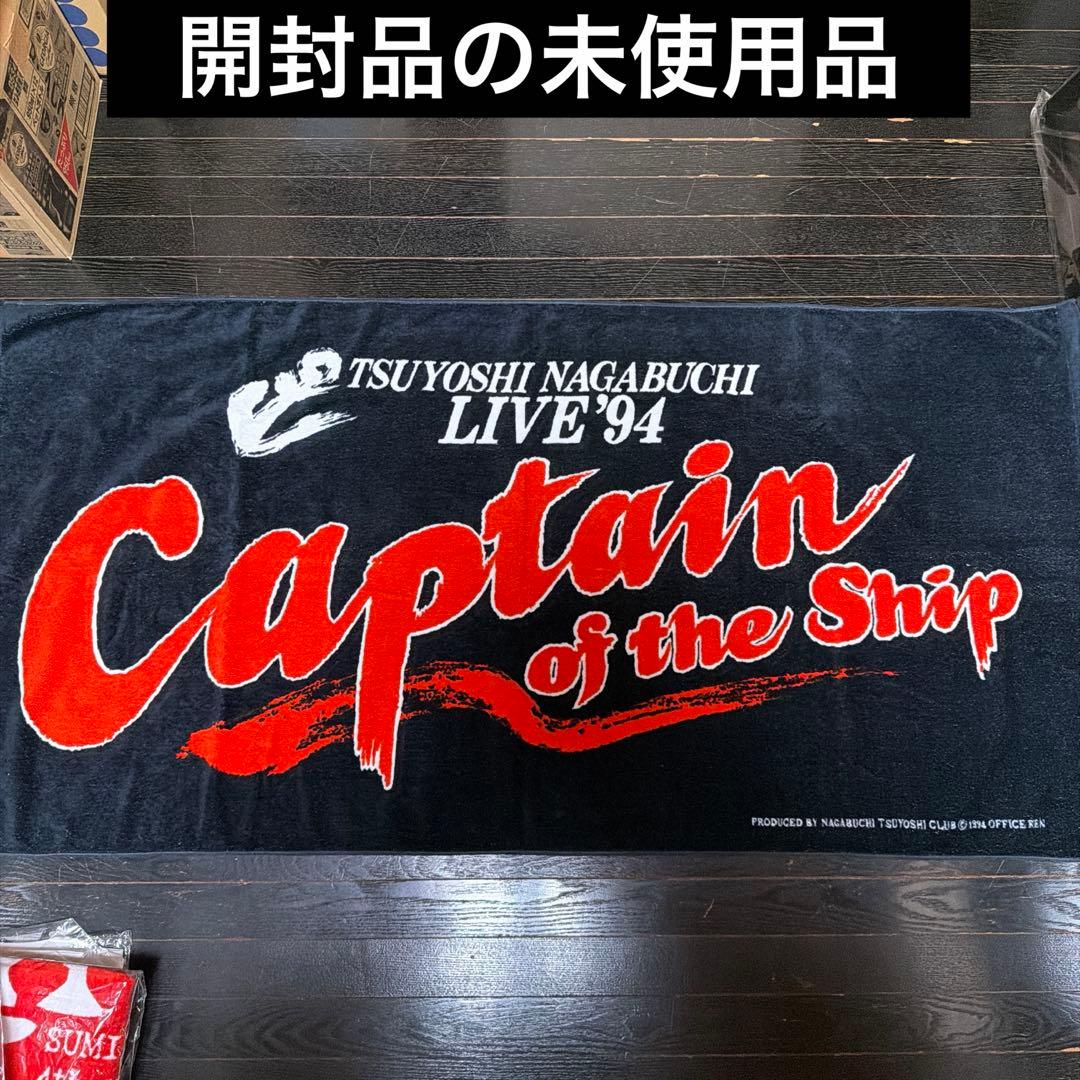 開封品の未使用品
TSUYOSHI NAGABUCHI
LIVE'94
Captain
of the Ship
PRODUCED BY NAGABUCHI TSUYOSHI CLUB ©1994 OFFICE REN
SUMI